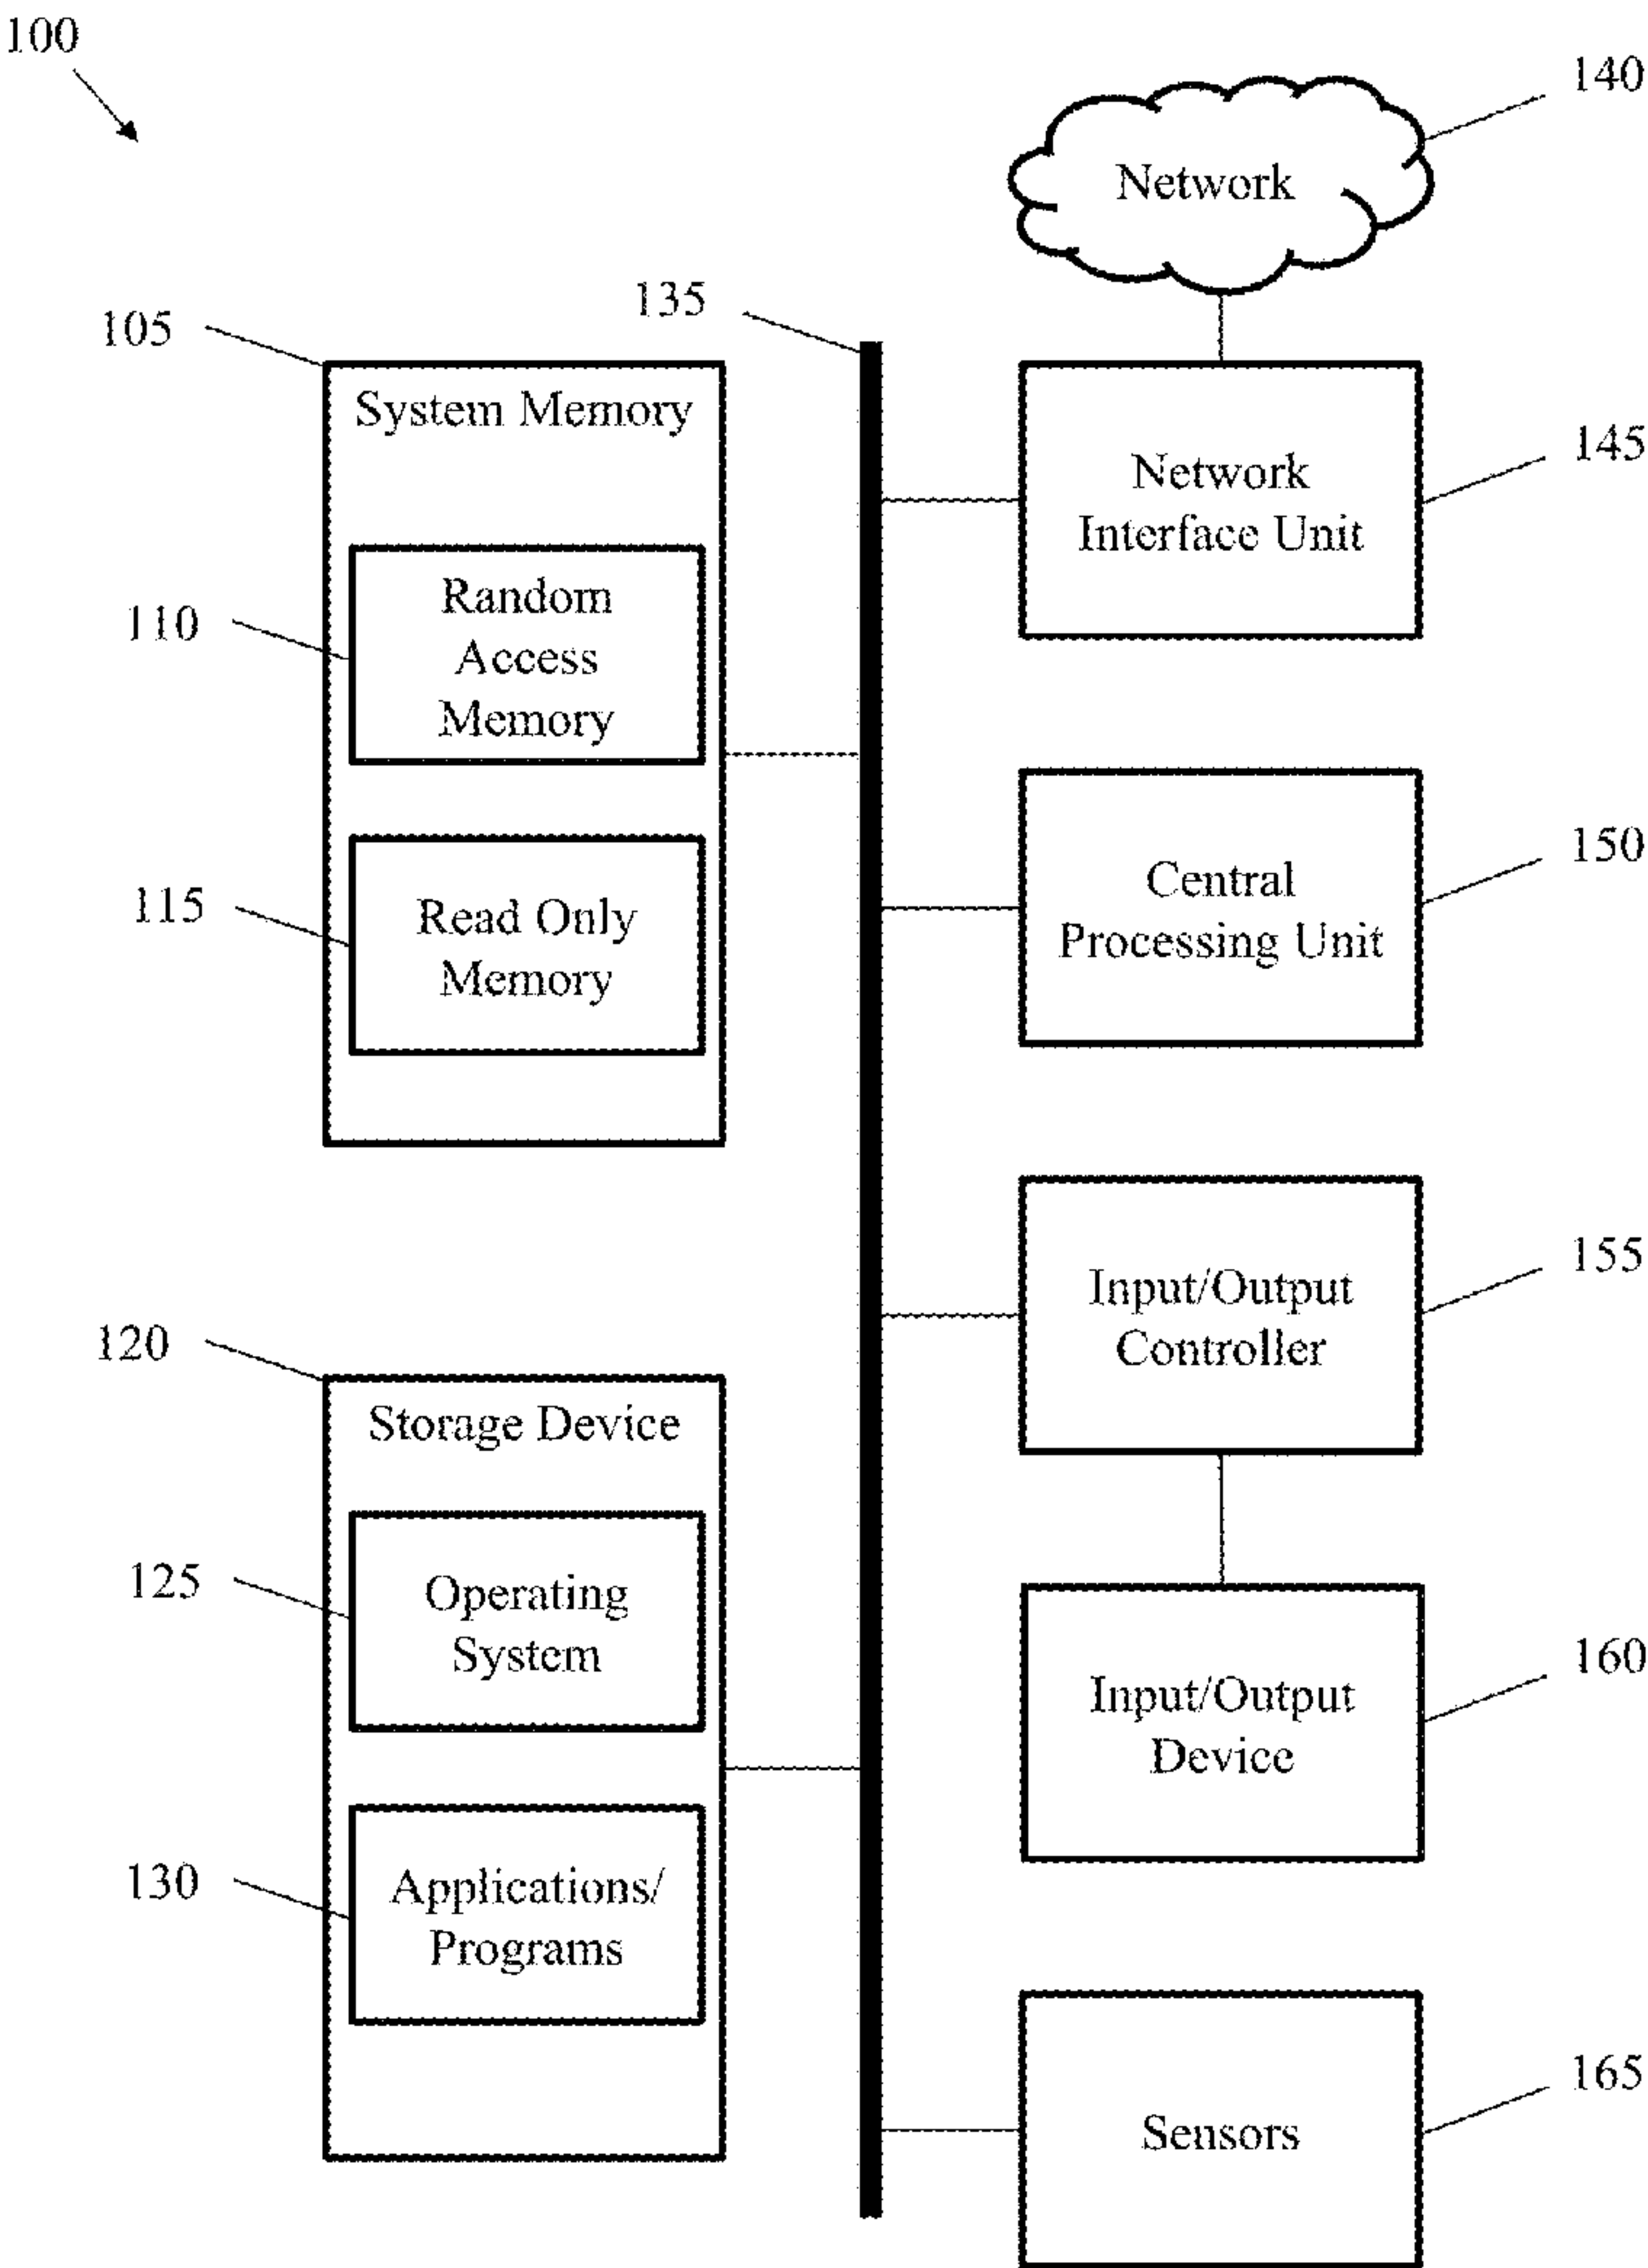 100
140
Network
135
105
System Memory
145
Network
Interface Unit
110
Random
Access
Memory
150
Central
Processing Unit
115
Read Only
Memory
155
Input/Output
Controller
120
Storage Device
125
Operating
System
160
Input/Output
Device
130
Applications/
Programs
165
Sensors